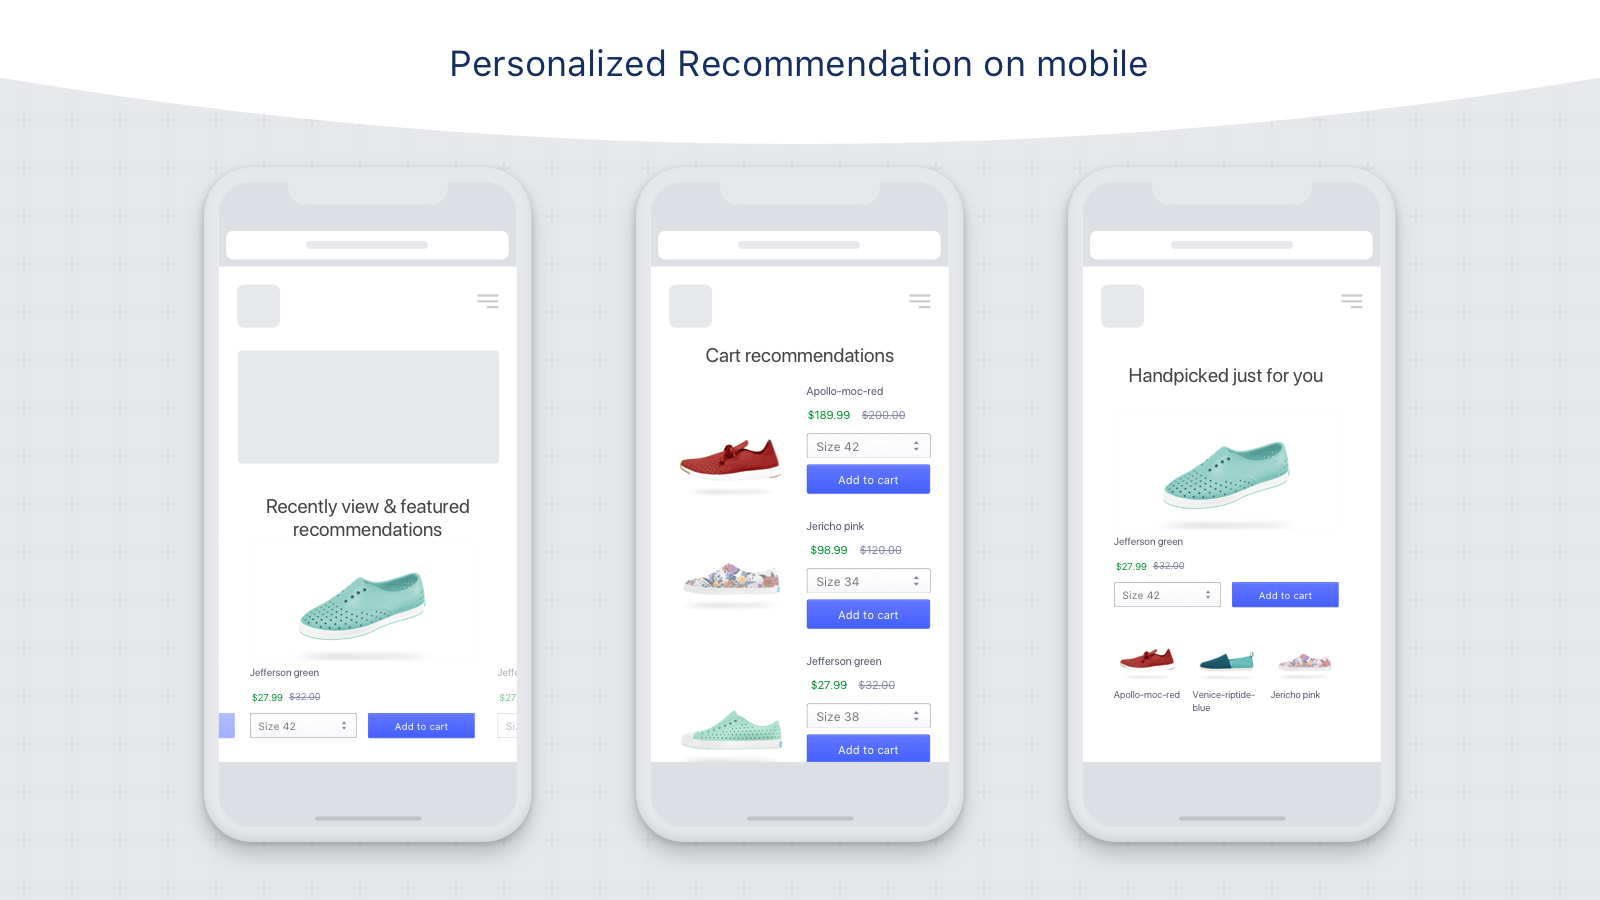 Personalized Recommendation on mobile
Recently view & featured
recommendations
Jefferson green
$27.99 $32.00
Size 42
Add to cart
Jeff
$27
Si
Cart recommendations
Apollo-moc-red
$189.99 $200.00
Size 42
Add to cart
Jericho pink
$98.99 $120.00
Size 34
Add to cart
Jefferson green
$27.99 $32.00
Size 38
Add to cart
Handpicked just for you
Jefferson green
$27.99 $32.00
Size 42
Add to cart
Apollo-moc-red
Venice-riptide-
blue
Jericho pink